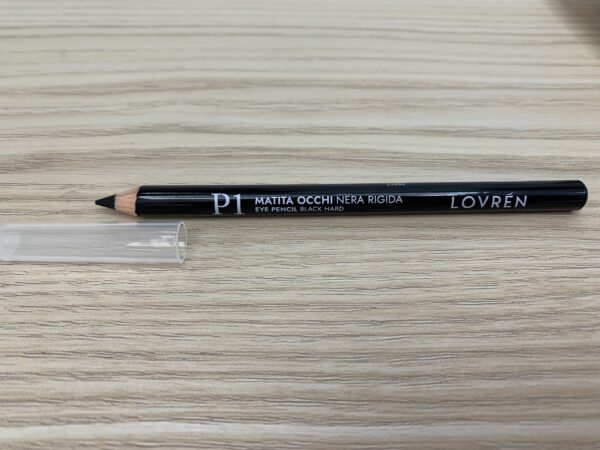 P1
MATITA OCCHI NERA RIGIDA
EYE PENCIL BLACK HARD
LOVRÉN